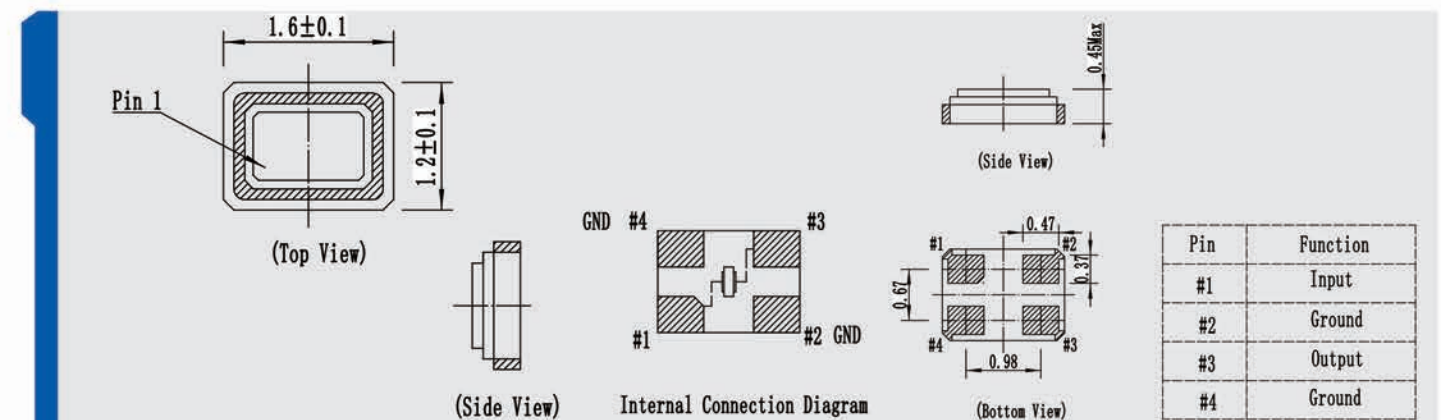 1.6±0.1
Pin 1
1.2±0.1
(Top View)
0.45Max
(Side View)
(Side View)
GND #4 #3
#1 #2 GND
Internal Connection Diagram
0.47
#1 #2
0.37
0.67
#4 #3
0.98
(Bottom View)
Pin Function
#1 Input
#2 Ground
#3 Output
#4 Ground